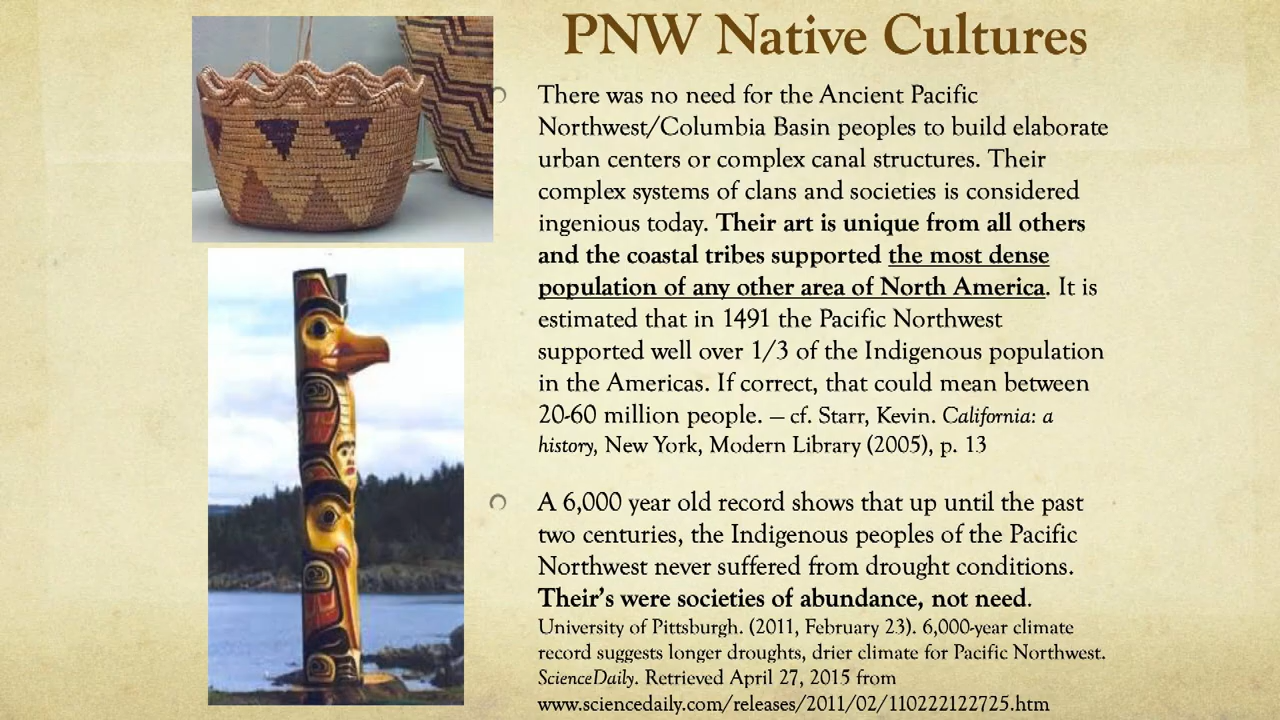 PNW Native Cultures
There was no need for the Ancient Pacific
Northwest/Columbia Basin peoples to build elaborate
urban centers or complex canal structures. Their
complex systems of clans and societies is considered
ingenious today. Their art is unique from all others
and the coastal tribes supported the most dense
population of any other area of North America. It is
estimated that in 1491 the Pacific Northwest
supported well over 1/3 of the Indigenous population
in the Americas. If correct, that could mean between
20-60 million people. — cf. Starr, Kevin. California: a
history, New York, Modern Library (2005), p. 13
A 6,000 year old record shows that up until the past
two centuries, the Indigenous peoples of the Pacific
Northwest never suffered from drought conditions.
Their's were societies of abundance, not need.
University of Pittsburgh. (2011, February 23). 6,000-year climate
record suggests longer droughts, drier climate for Pacific Northwest.
ScienceDaily. Retrieved April 27, 2015 from
www.sciencedaily.com/releases/2011/02/110222122725.htm